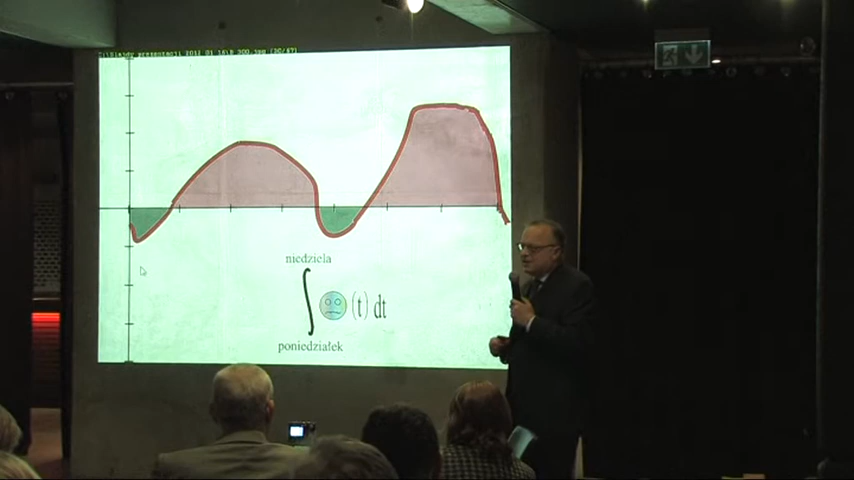 niedziela
∫ (t) dt
poniedziałek